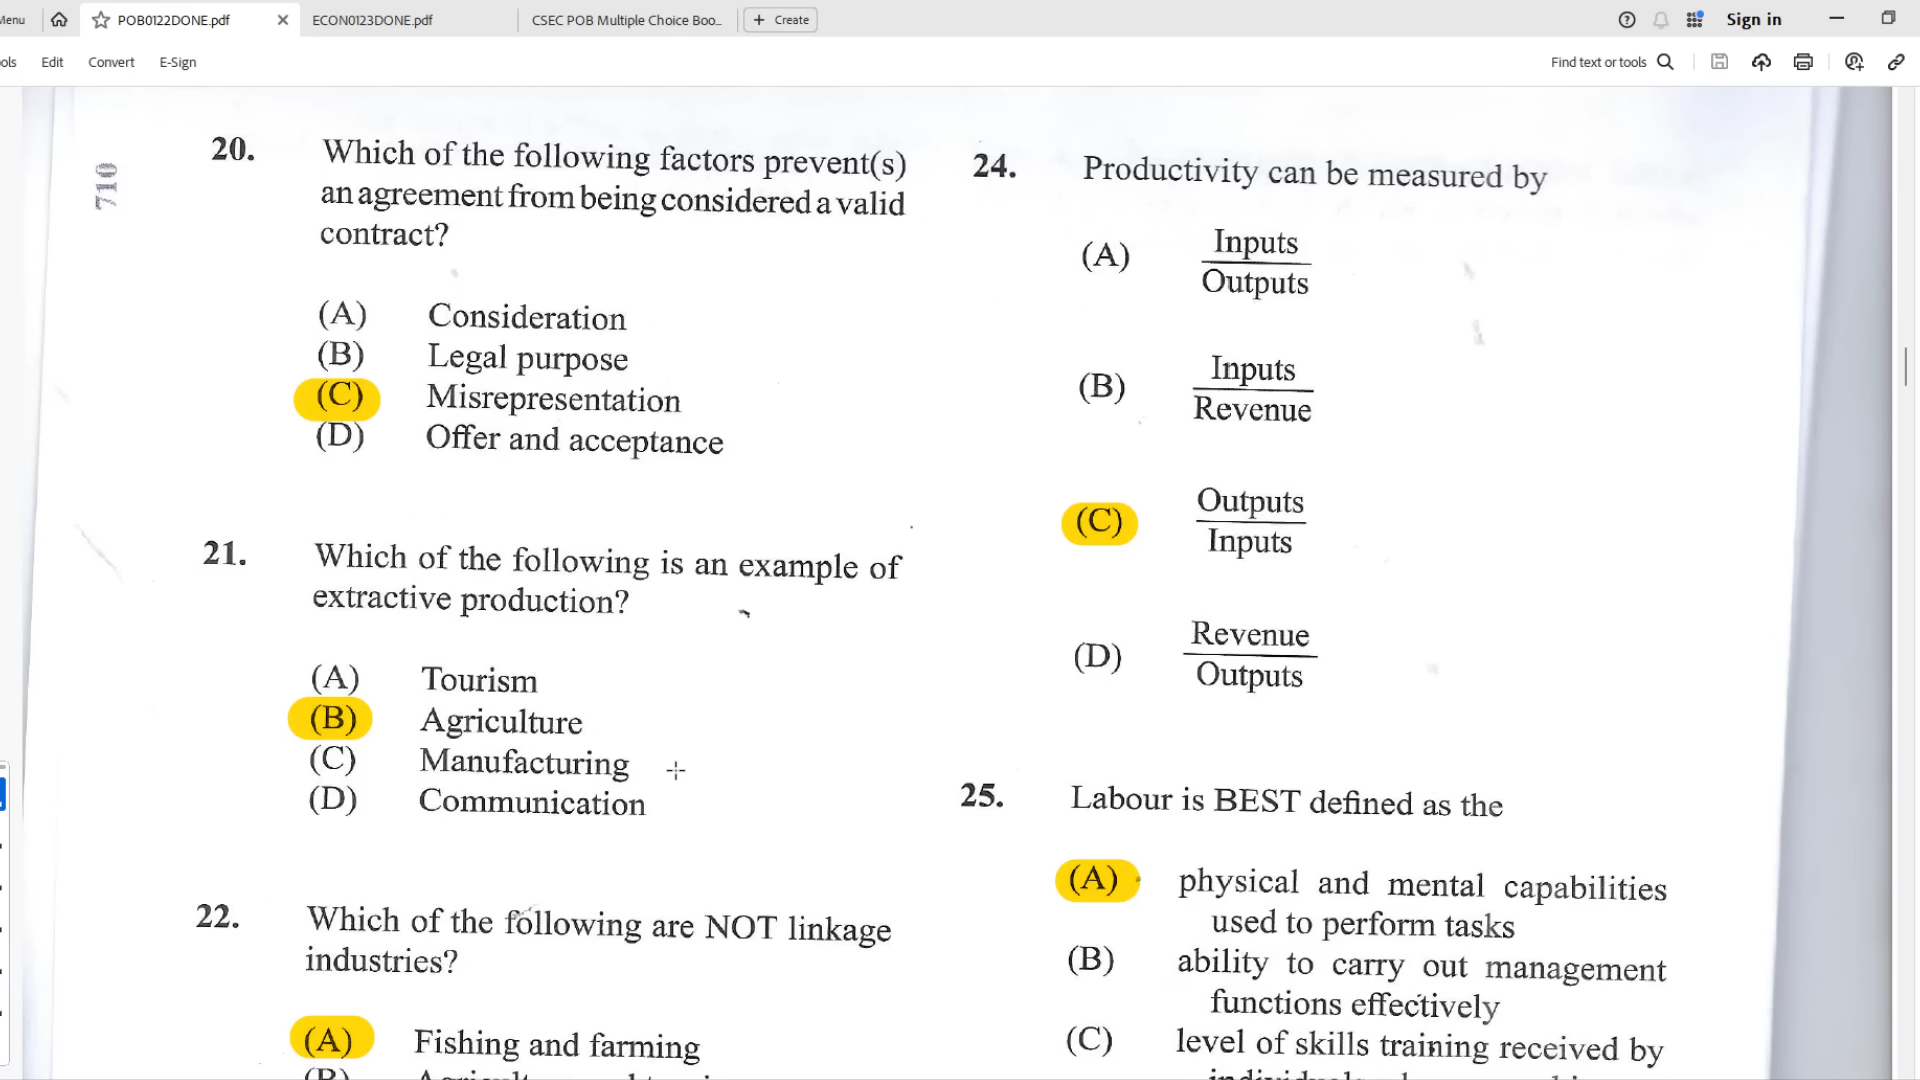 Menu
POB0122DONE.pdf
ECON0123DONE.pdf
CSEC POB Multiple Choice Boo...
+ Create
Sign in
ols
Edit
Convert
E-Sign
Find text or tools
710
20. Which of the following factors prevent(s)
an agreement from being considered a valid
contract?
(A) Consideration
(B) Legal purpose
(C) Misrepresentation
(D) Offer and acceptance
21. Which of the following is an example of
extractive production?
(A) Tourism
(B) Agriculture
(C) Manufacturing
(D) Communication
22. Which of the following are NOT linkage
industries?
(A) Fishing and farming
(B)
24. Productivity can be measured by
(A) Inputs
Outputs
(B) Inputs
Revenue
(C) Outputs
Inputs
(D) Revenue
Outputs
25. Labour is BEST defined as the
(A) physical and mental capabilities
used to perform tasks
(B) ability to carry out management
functions effectively
(C) level of skills training received by